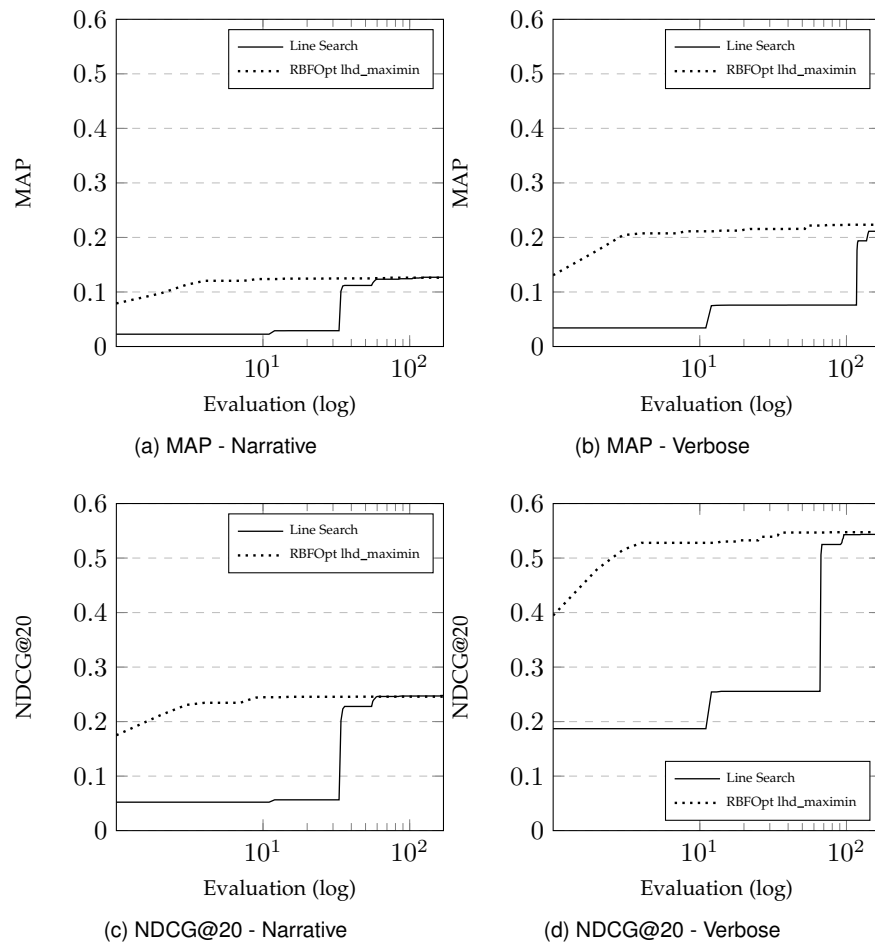 0.6
0.5
0.4
0.3
0.2
0.1
0
MAP
Line Search
RBFOpt lhd_maximin
10^1
10^2
Evaluation (log)
(a) MAP - Narrative
0.6
0.5
0.4
0.3
0.2
0.1
0
MAP
Line Search
RBFOpt lhd_maximin
10^1
10^2
Evaluation (log)
(b) MAP - Verbose
0.6
0.5
0.4
0.3
0.2
0.1
0
NDCG@20
Line Search
RBFOpt lhd_maximin
10^1
10^2
Evaluation (log)
(c) NDCG@20 - Narrative
0.6
0.5
0.4
0.3
0.2
0.1
0
NDCG@20
Line Search
RBFOpt lhd_maximin
10^1
10^2
Evaluation (log)
(d) NDCG@20 - Verbose